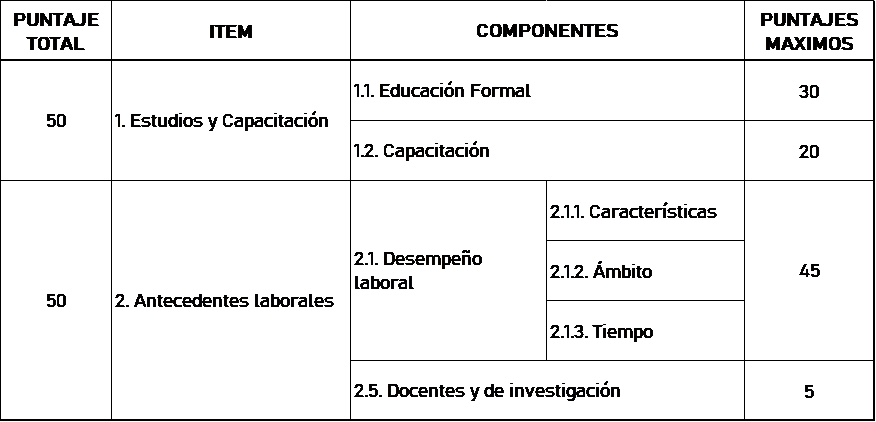 PUNTAJE
TOTAL
ITEM
COMPONENTES
PUNTAJES
MAXIMOS
50
1. Estudios y Capacitación
1.1. Educación Formal
30
1.2. Capacitación
20
50
2. Antecedentes laborales
2.1. Desempeño
laboral
2.1.1. Características
2.1.2. Ámbito
2.1.3. Tiempo
45
2.5. Docentes y de investigación
5